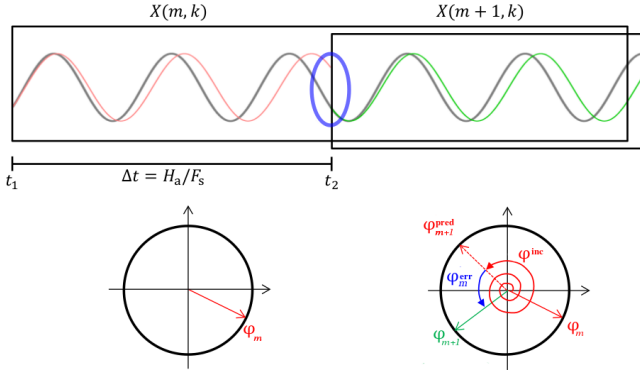 X(m, k) X(m + 1, k)
t₁ Δt = Hₐ/Fₛ t₂
φₘ
φᵖʳᵉᵈₘ₊₁ φⁱⁿᶜ
φᵉʳʳₘ
φₘ₊₁ φₘ